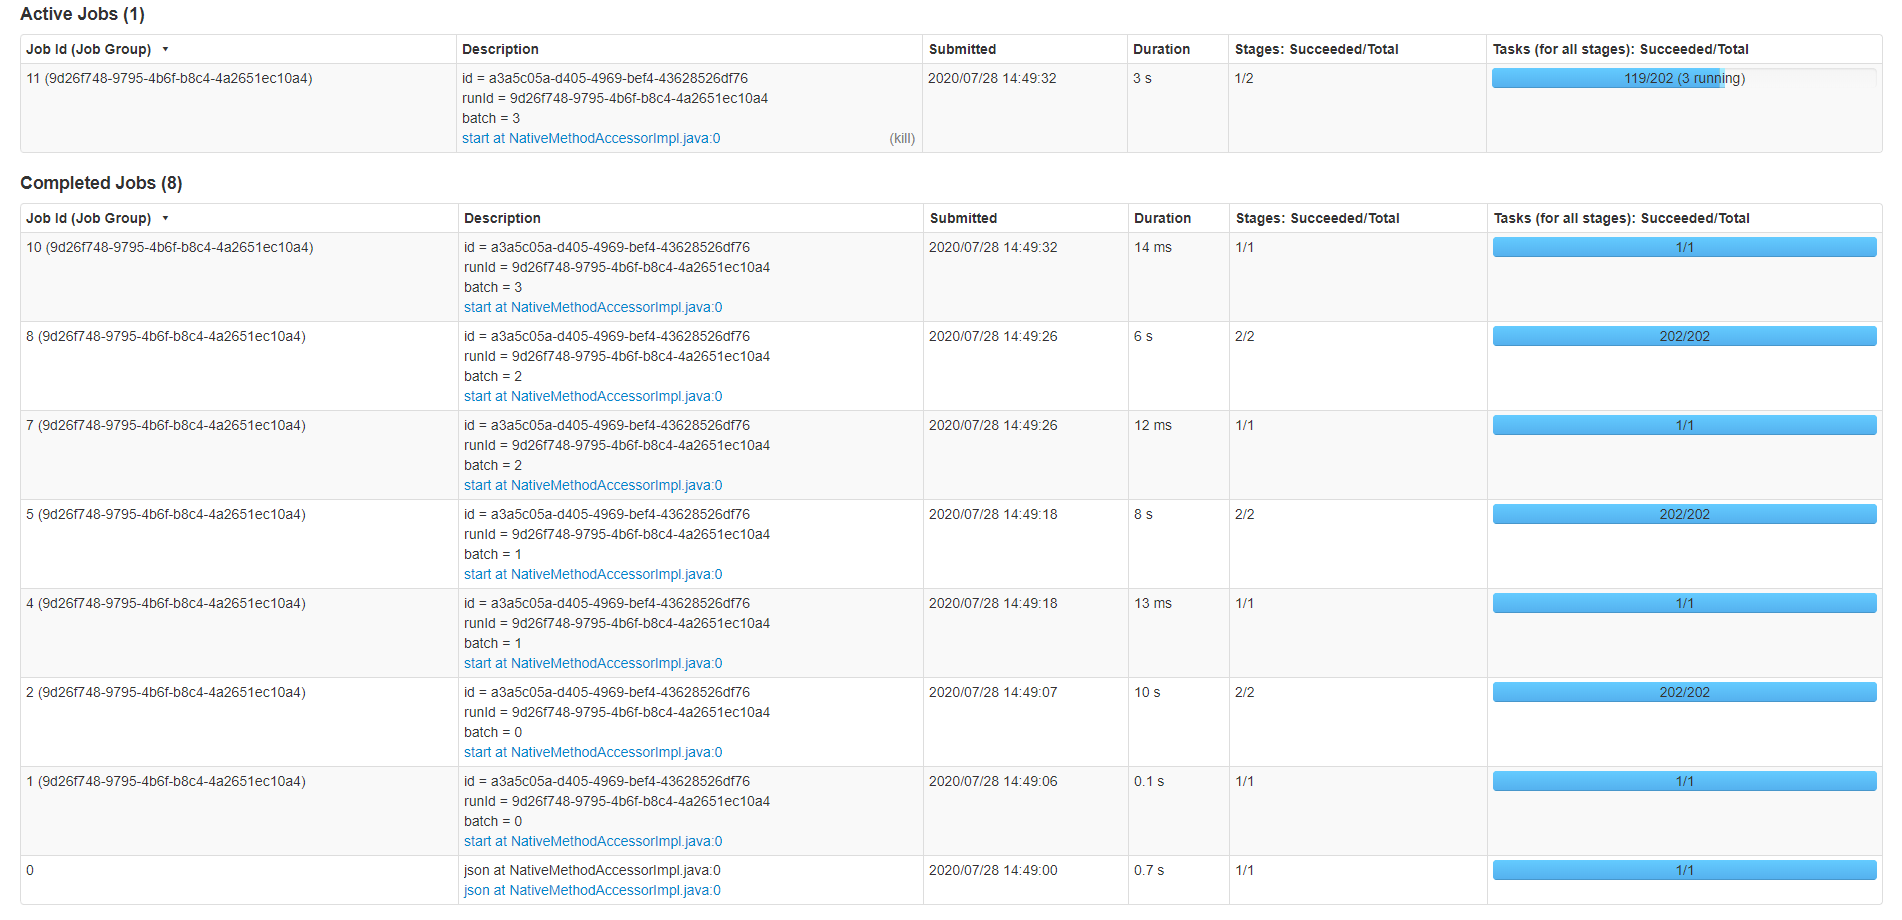 Active Jobs (1)
Job Id (Job Group) ▾ Description Submitted Duration Stages: Succeeded/Total Tasks (for all stages): Succeeded/Total
11 (9d26f748-9795-4b6f-b8c4-4a2651ec10a4) id = a3a5c05a-d405-4969-bef4-43628526df76 2020/07/28 14:49:32 3 s 1/2 119/202 (3 running)
runId = 9d26f748-9795-4b6f-b8c4-4a2651ec10a4
batch = 3
start at NativeMethodAccessorImpl.java:0 (kill)
Completed Jobs (8)
Job Id (Job Group) ▾ Description Submitted Duration Stages: Succeeded/Total Tasks (for all stages): Succeeded/Total
10 (9d26f748-9795-4b6f-b8c4-4a2651ec10a4) id = a3a5c05a-d405-4969-bef4-43628526df76 2020/07/28 14:49:32 14 ms 1/1 1/1
runId = 9d26f748-9795-4b6f-b8c4-4a2651ec10a4
batch = 3
start at NativeMethodAccessorImpl.java:0
8 (9d26f748-9795-4b6f-b8c4-4a2651ec10a4) id = a3a5c05a-d405-4969-bef4-43628526df76 2020/07/28 14:49:26 6 s 2/2 202/202
runId = 9d26f748-9795-4b6f-b8c4-4a2651ec10a4
batch = 2
start at NativeMethodAccessorImpl.java:0
7 (9d26f748-9795-4b6f-b8c4-4a2651ec10a4) id = a3a5c05a-d405-4969-bef4-43628526df76 2020/07/28 14:49:26 12 ms 1/1 1/1
runId = 9d26f748-9795-4b6f-b8c4-4a2651ec10a4
batch = 2
start at NativeMethodAccessorImpl.java:0
5 (9d26f748-9795-4b6f-b8c4-4a2651ec10a4) id = a3a5c05a-d405-4969-bef4-43628526df76 2020/07/28 14:49:18 8 s 2/2 202/202
runId = 9d26f748-9795-4b6f-b8c4-4a2651ec10a4
batch = 1
start at NativeMethodAccessorImpl.java:0
4 (9d26f748-9795-4b6f-b8c4-4a2651ec10a4) id = a3a5c05a-d405-4969-bef4-43628526df76 2020/07/28 14:49:18 13 ms 1/1 1/1
runId = 9d26f748-9795-4b6f-b8c4-4a2651ec10a4
batch = 1
start at NativeMethodAccessorImpl.java:0
2 (9d26f748-9795-4b6f-b8c4-4a2651ec10a4) id = a3a5c05a-d405-4969-bef4-43628526df76 2020/07/28 14:49:07 10 s 2/2 202/202
runId = 9d26f748-9795-4b6f-b8c4-4a2651ec10a4
batch = 0
start at NativeMethodAccessorImpl.java:0
1 (9d26f748-9795-4b6f-b8c4-4a2651ec10a4) id = a3a5c05a-d405-4969-bef4-43628526df76 2020/07/28 14:49:06 0.1 s 1/1 1/1
runId = 9d26f748-9795-4b6f-b8c4-4a2651ec10a4
batch = 0
start at NativeMethodAccessorImpl.java:0
0 json at NativeMethodAccessorImpl.java:0 2020/07/28 14:49:00 0.7 s 1/1 1/1
json at NativeMethodAccessorImpl.java:0